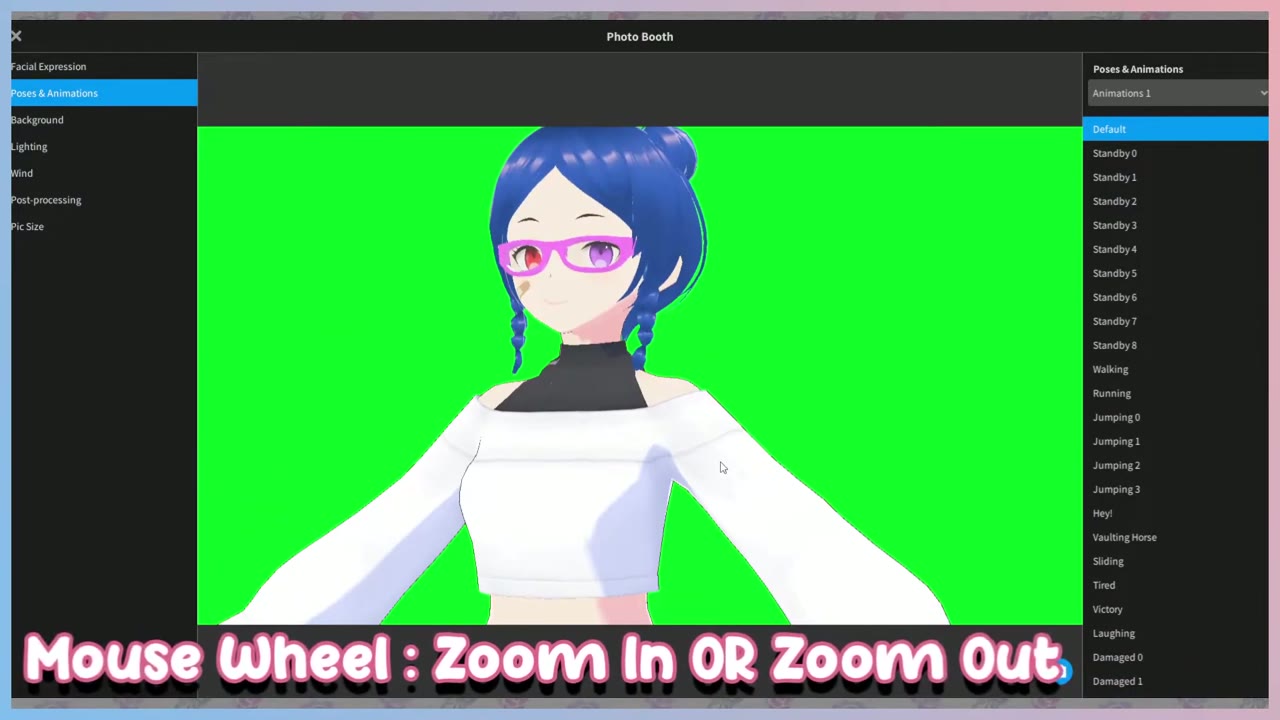 Photo Booth
Facial Expression
Poses & Animations
Background
Lighting
Wind
Post-processing
Pic Size
Poses & Animations
Animations 1
Default
Standby 0
Standby 1
Standby 2
Standby 3
Standby 4
Standby 5
Standby 6
Standby 7
Standby 8
Walking
Running
Jumping 0
Jumping 1
Jumping 2
Jumping 3
Hey!
Vaulting Horse
Sliding
Tired
Victory
Laughing
Damaged 0
Damaged 1
Mouse Wheel : Zoom In OR Zoom Out